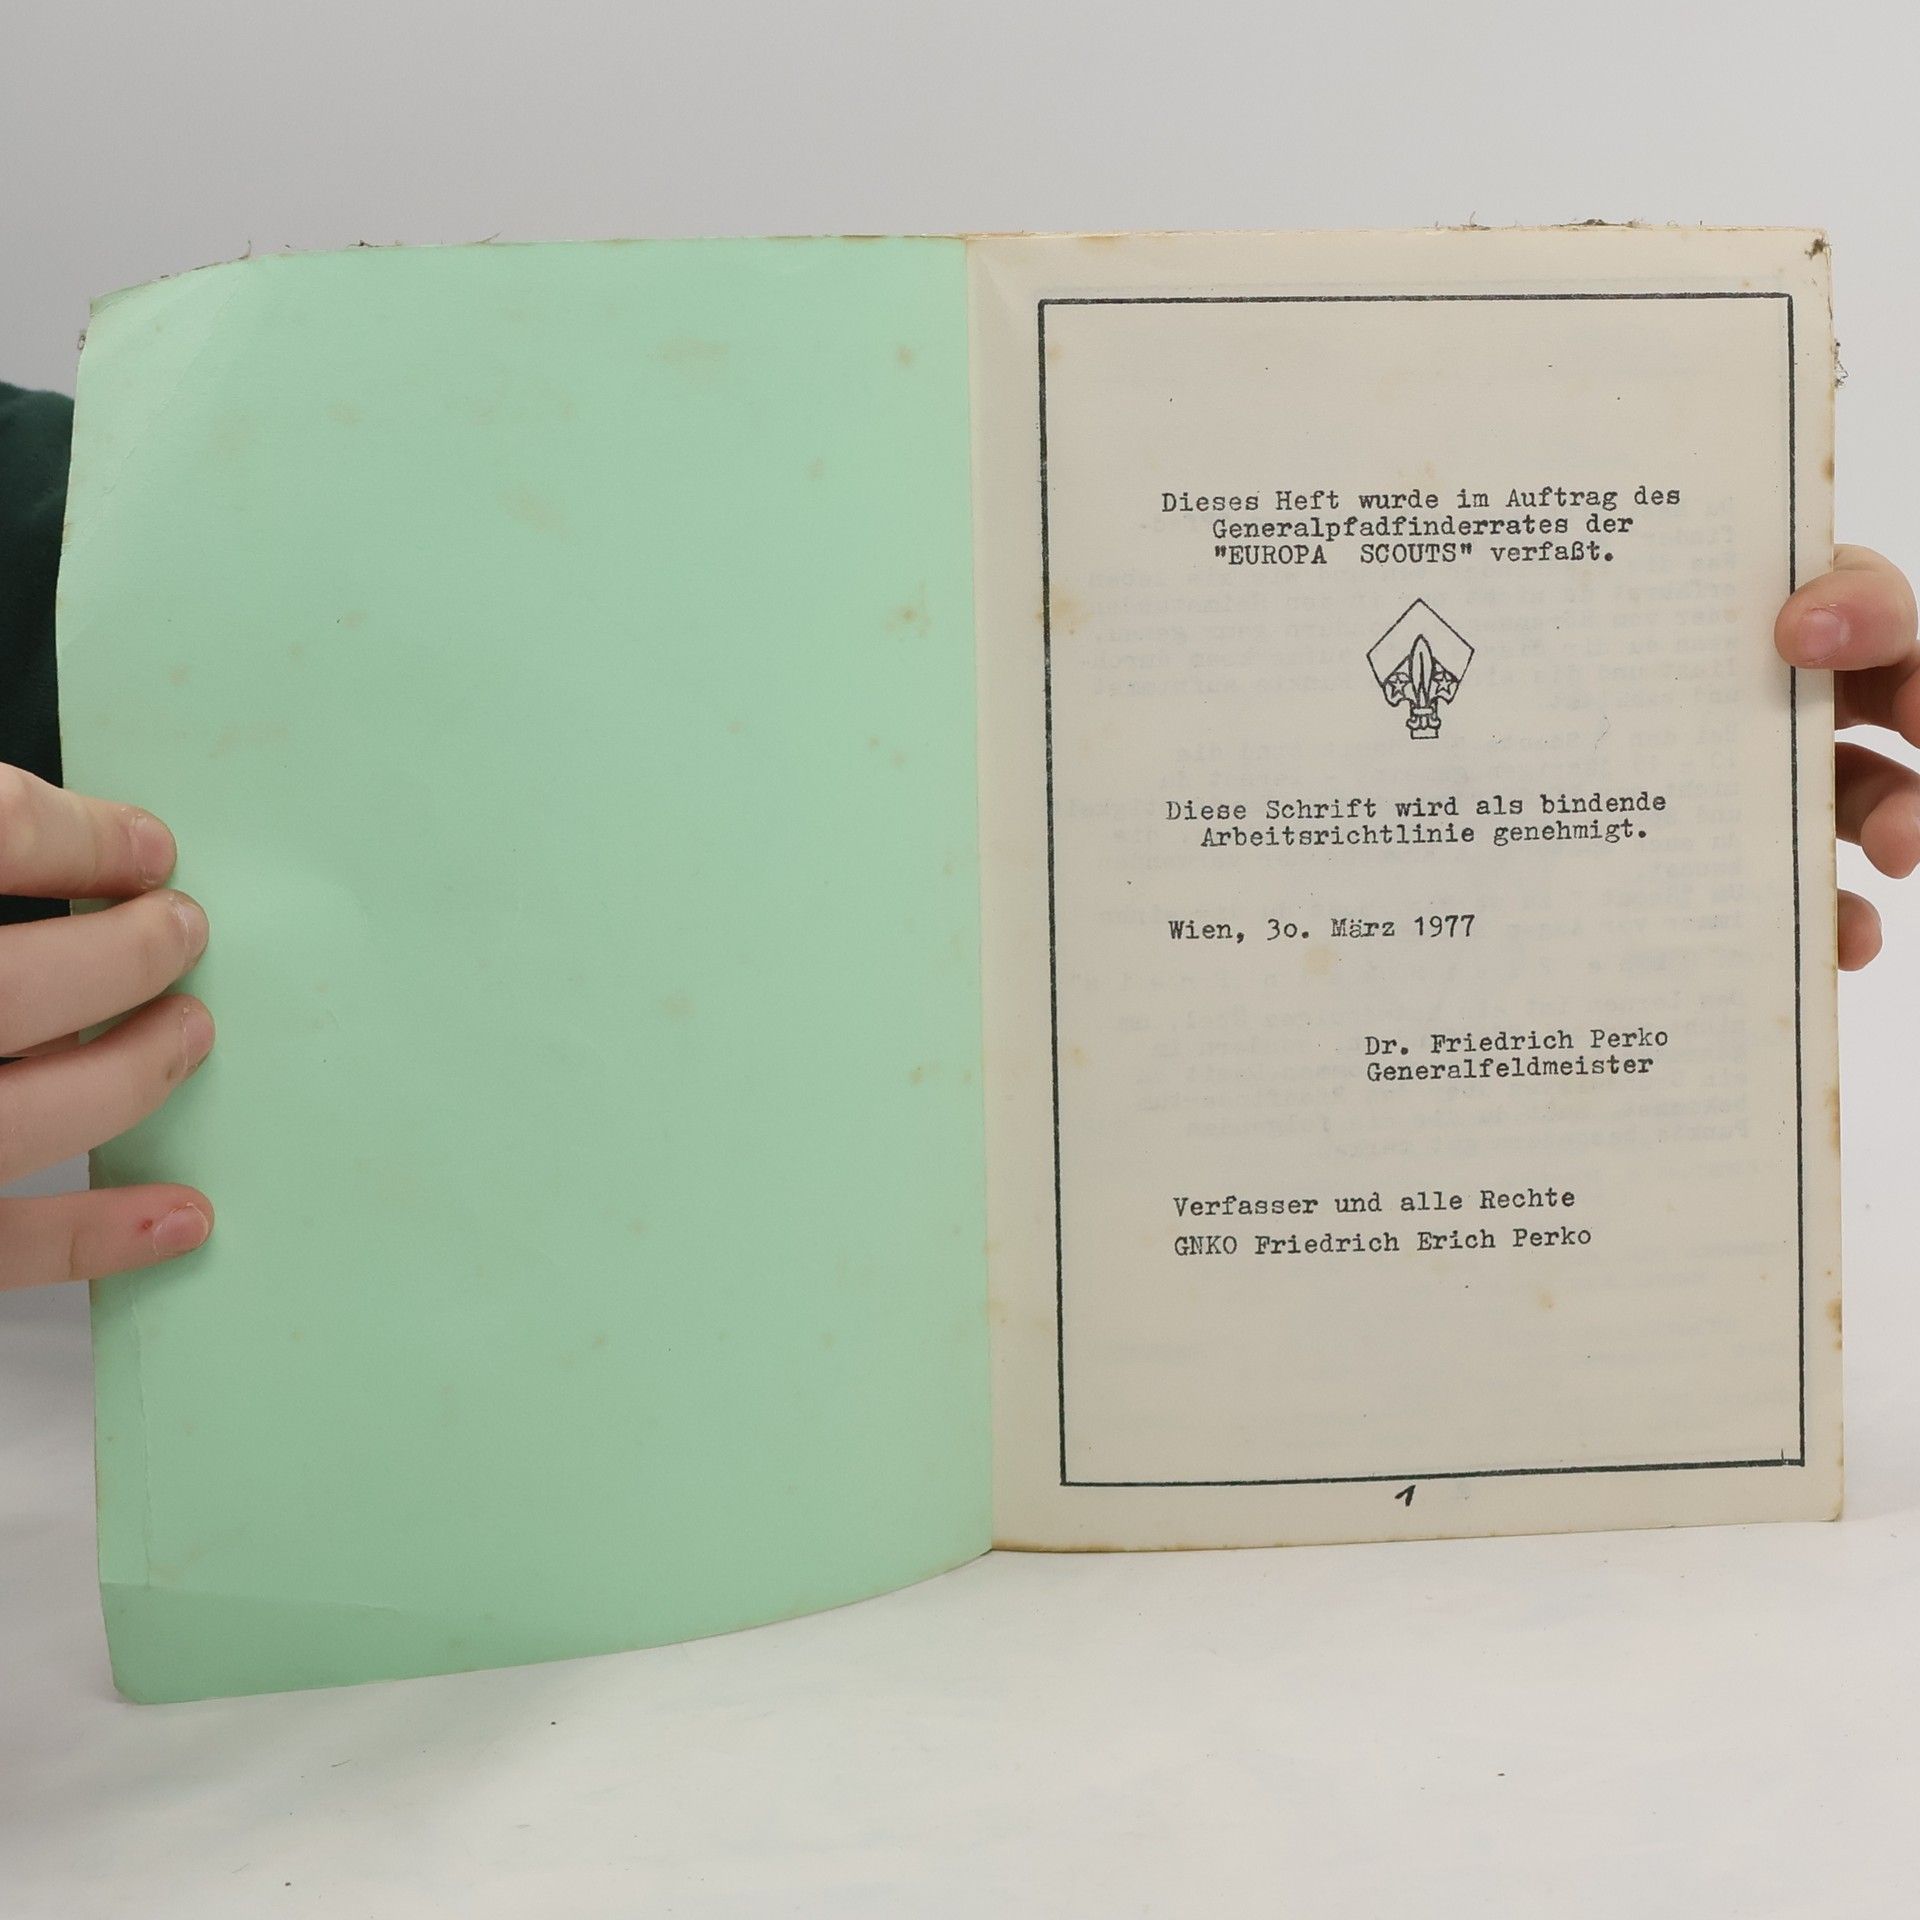 Dieses Heft wurde im Auftrag des
Generalpfadfinderrates der
"EUROPA SCOUTS" verfaßt.
Diese Schrift wird als bindende
Arbeitsrichtlinie genehmigt.
Wien, 3o. März 1977
Dr. Friedrich Perko
Generalfeldmeister
Verfasser und alle Rechte
GNKO Friedrich Erich Perko
1